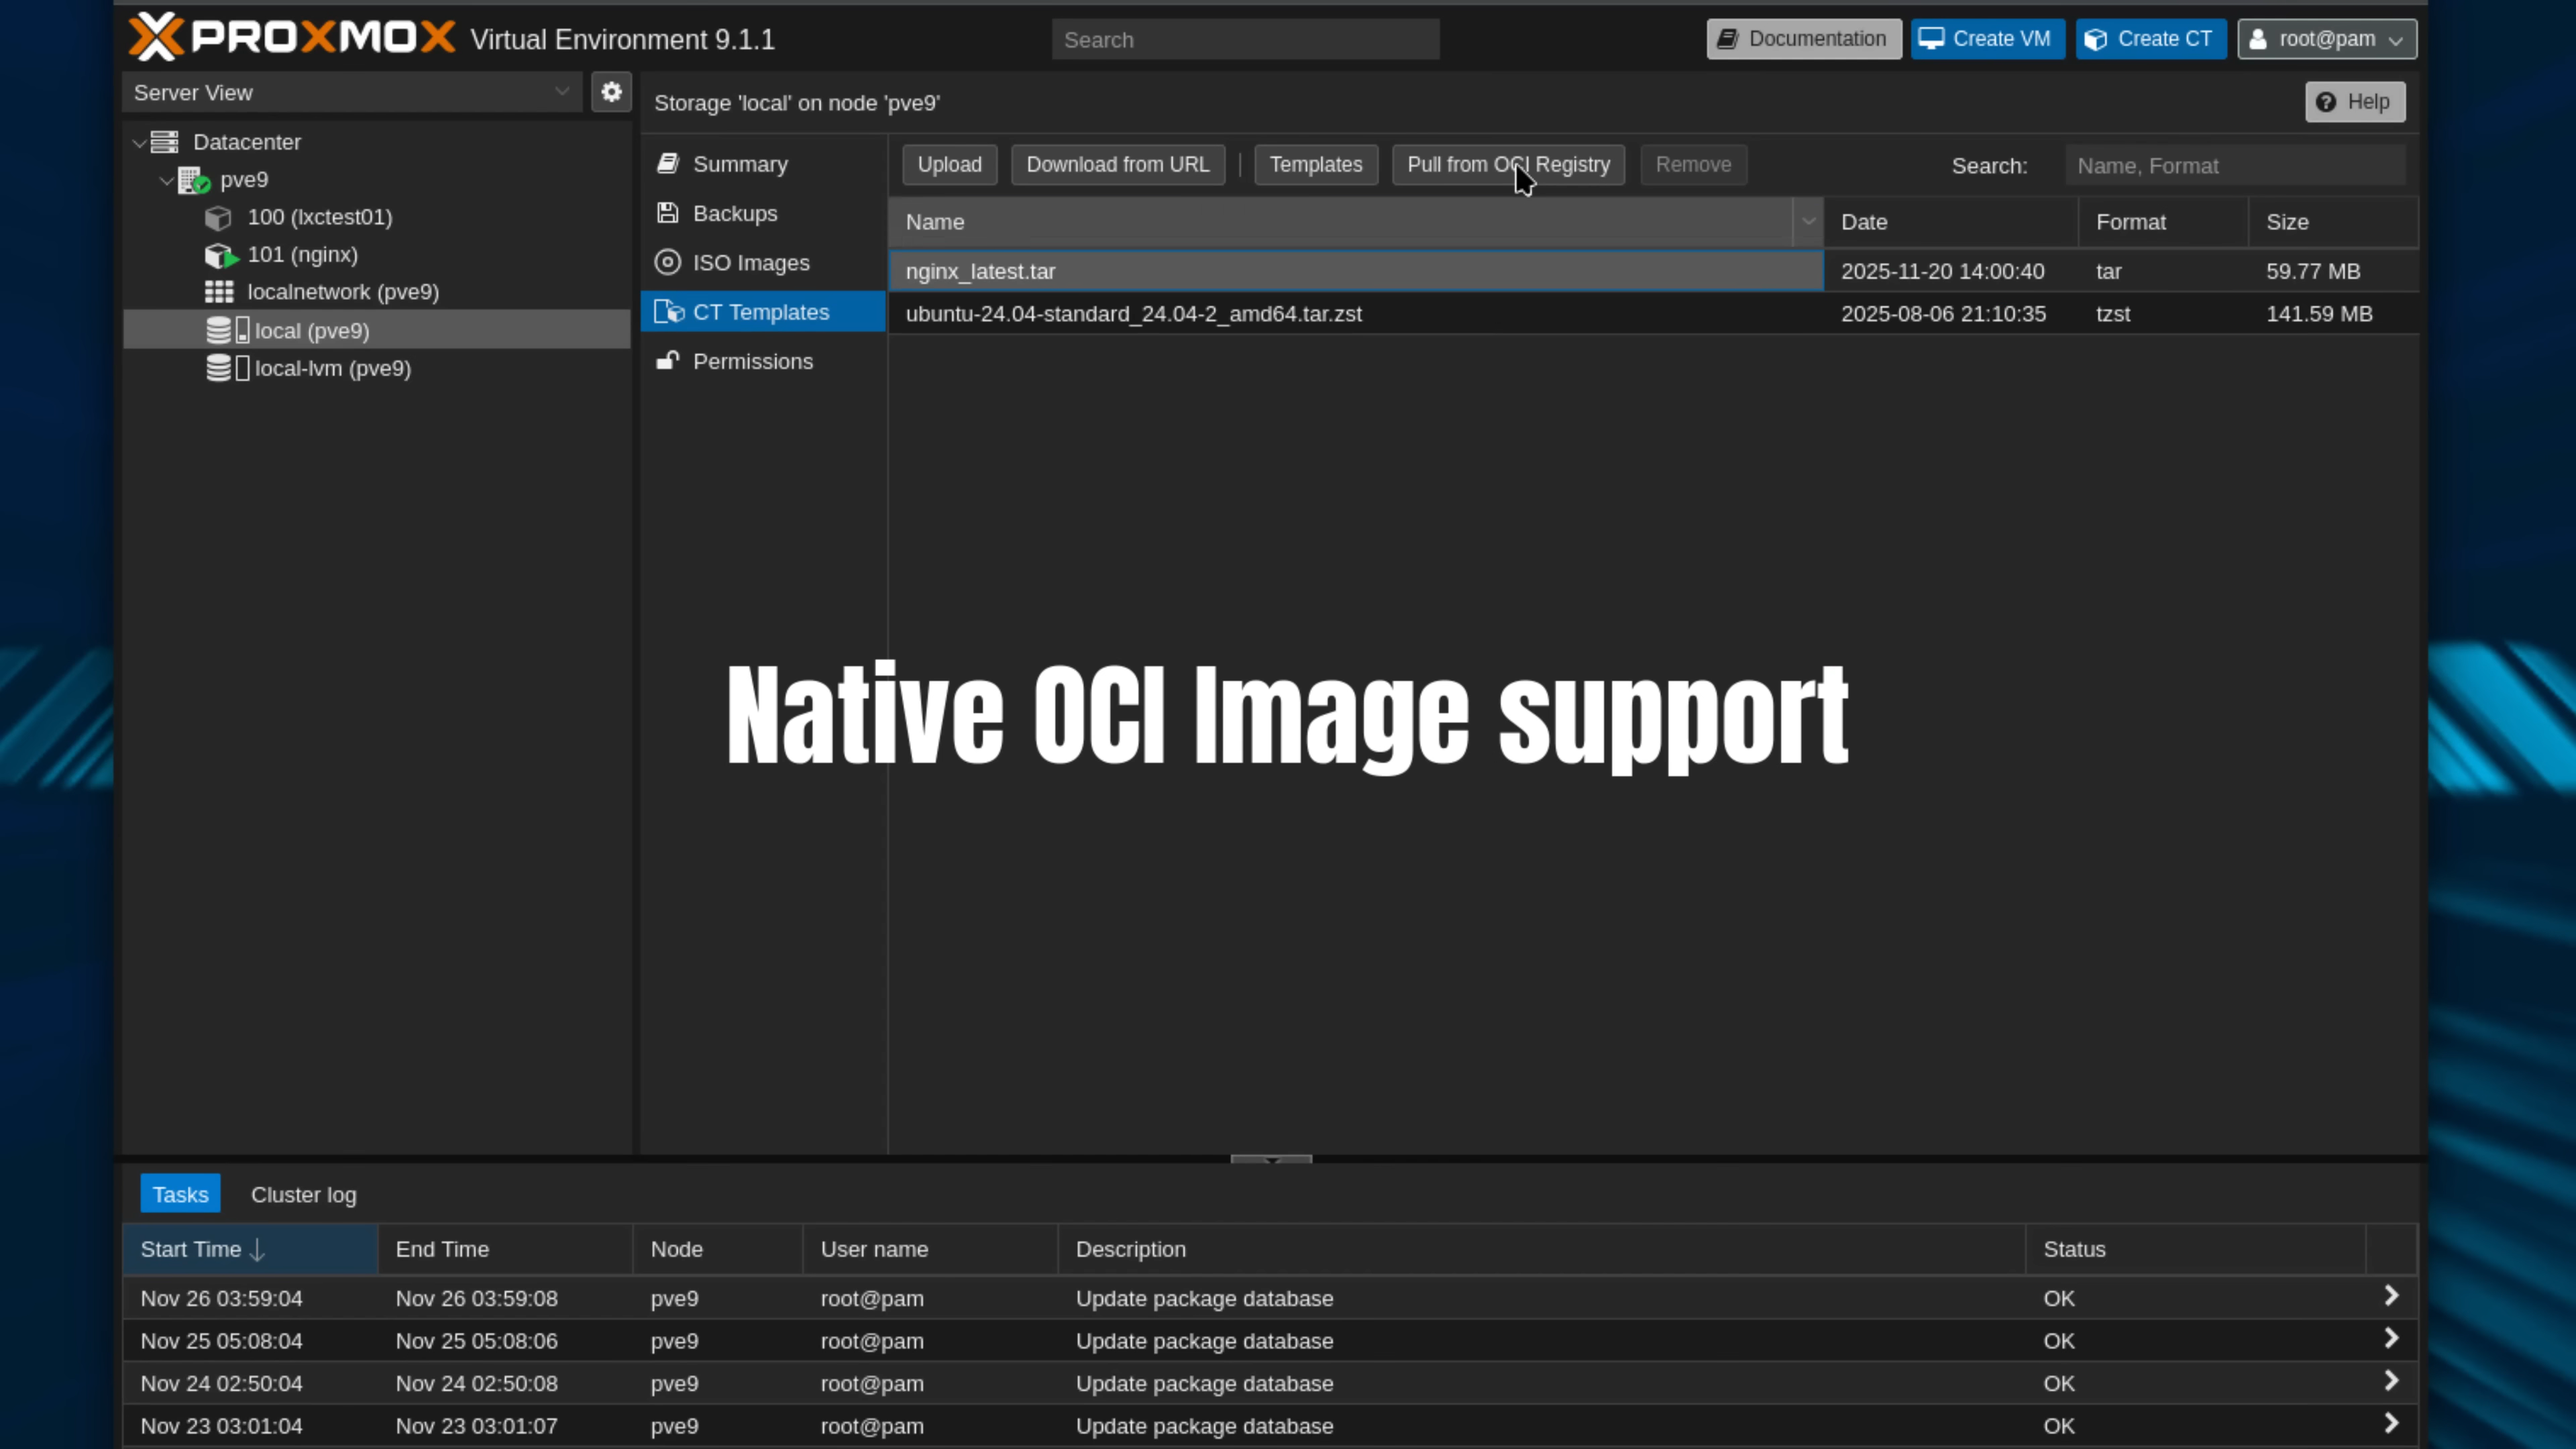 PROXMOX Virtual Environment 9.1.1
Search
Documentation
Create VM
Create CT
root@pam
Server View
Storage 'local' on node 'pve9'
Help
Datacenter
pve9
100 (lxctest01)
101 (nginx)
localnetwork (pve9)
local (pve9)
local-lvm (pve9)
Summary
Backups
ISO Images
CT Templates
Permissions
Upload Download from URL Templates Pull from OCI Registry Remove Search: Name, Format
Name Date Format Size
nginx_latest.tar 2025-11-20 14:00:40 tar 59.77 MB
ubuntu-24.04-standard_24.04-2_amd64.tar.zst 2025-08-06 21:10:35 tzst 141.59 MB
Native OCI Image support
Tasks Cluster log
Start Time End Time Node User name Description Status
Nov 26 03:59:04 Nov 26 03:59:08 pve9 root@pam Update package database OK
Nov 25 05:08:04 Nov 25 05:08:06 pve9 root@pam Update package database OK
Nov 24 02:50:04 Nov 24 02:50:08 pve9 root@pam Update package database OK
Nov 23 03:01:04 Nov 23 03:01:07 pve9 root@pam Update package database OK